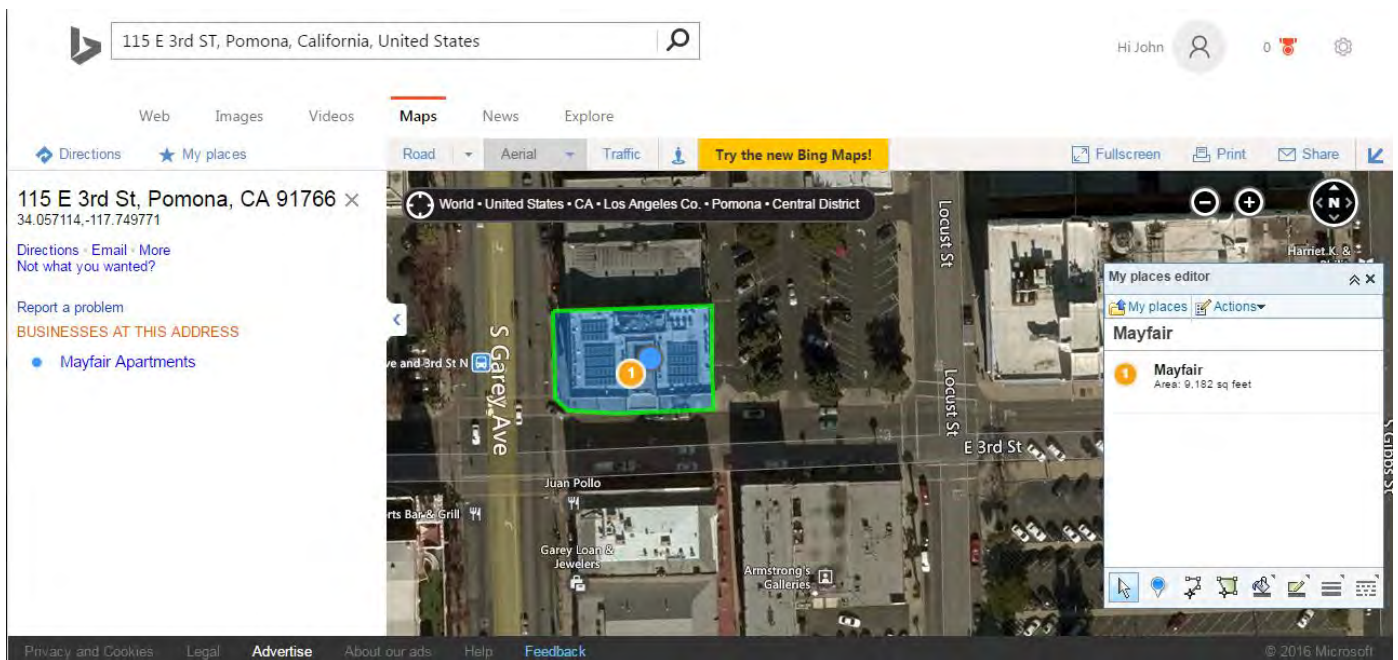 115 E 3rd ST, Pomona, California, United States
Hi John
0
Web Images Videos Maps News Explore
Directions My places
Road Aerial Traffic Try the new Bing Maps!
Fullscreen Print Share
115 E 3rd St, Pomona, CA 91766
34.057114,-117.749771
Directions · Email · More
Not what you wanted?
Report a problem
BUSINESSES AT THIS ADDRESS
Mayfair Apartments
World • United States • CA • Los Angeles Co. • Pomona • Central District
N
Locust St
Harriet K. &
S Garey Ave
ve and 3rd St N
1
Locust St
E 3rd St
S Gibbs St
Juan Pollo
rts Bar & Grill
Garey Loan &
Jewelers
Armstrong's
Galleries
My places editor
My places Actions
Mayfair
1 Mayfair
Area: 9,182 sq feet
Privacy and Cookies Legal Advertise About our ads Help Feedback
© 2016 Microsoft